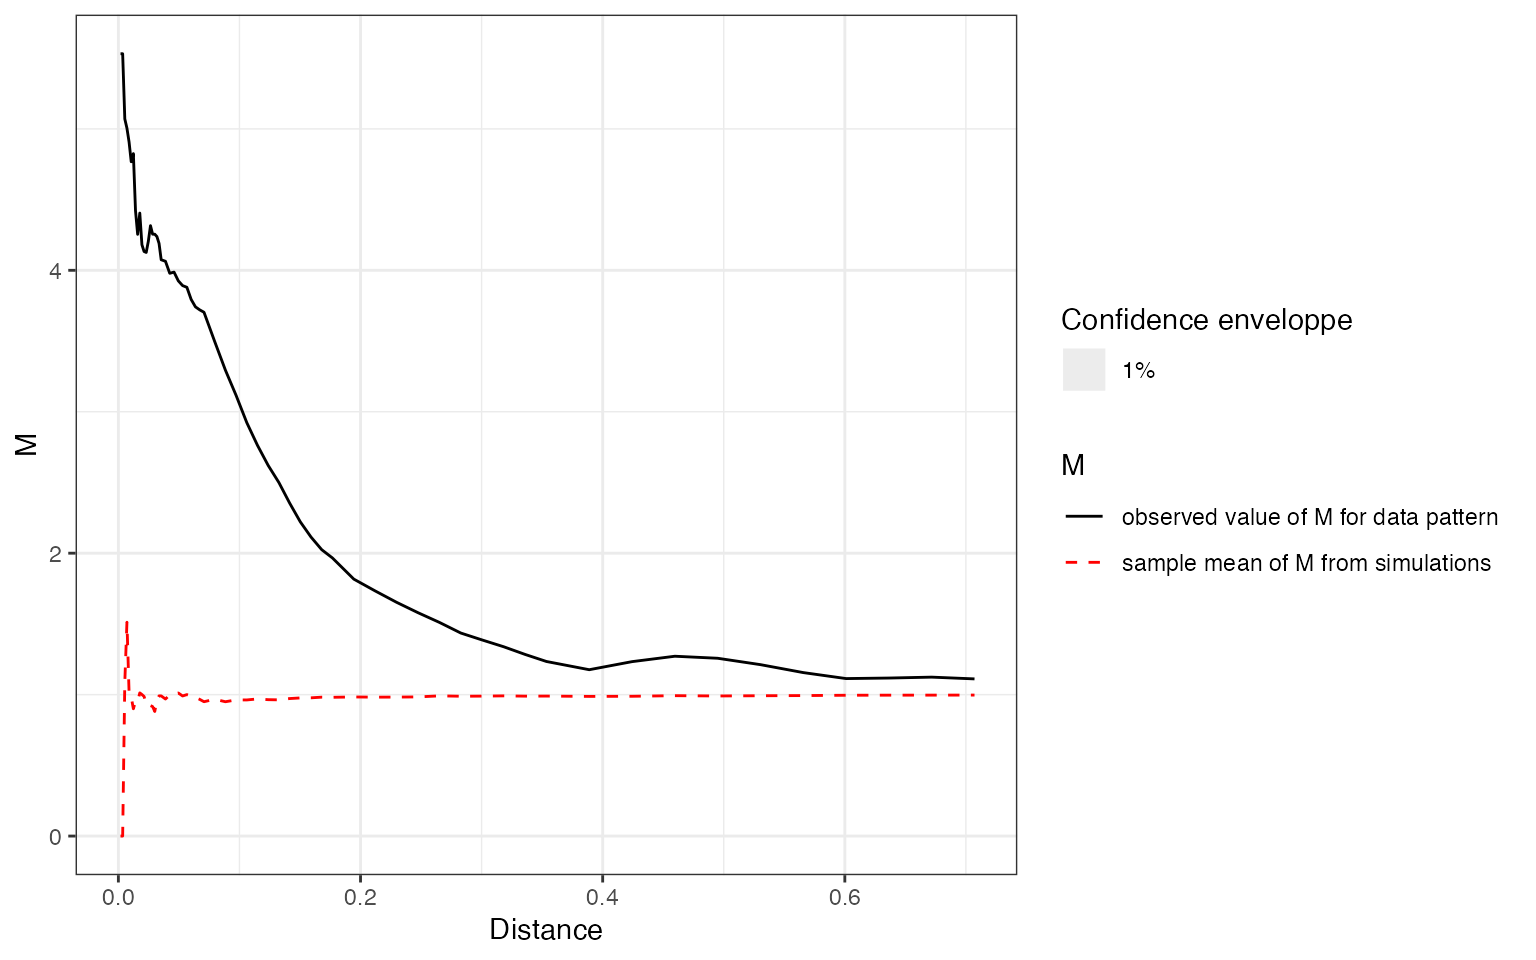 M
4
2
0
0.0 0.2 0.4 0.6
Distance
Confidence enveloppe
1%
M
observed value of M for data pattern
sample mean of M from simulations